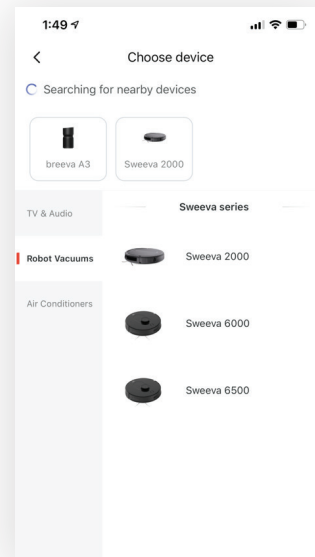 1:49
Choose device
Searching for nearby devices
breeva A3
Sweeva 2000
TV & Audio
Robot Vacuums
Air Conditioners
Sweeva series
Sweeva 2000
Sweeva 6000
Sweeva 6500